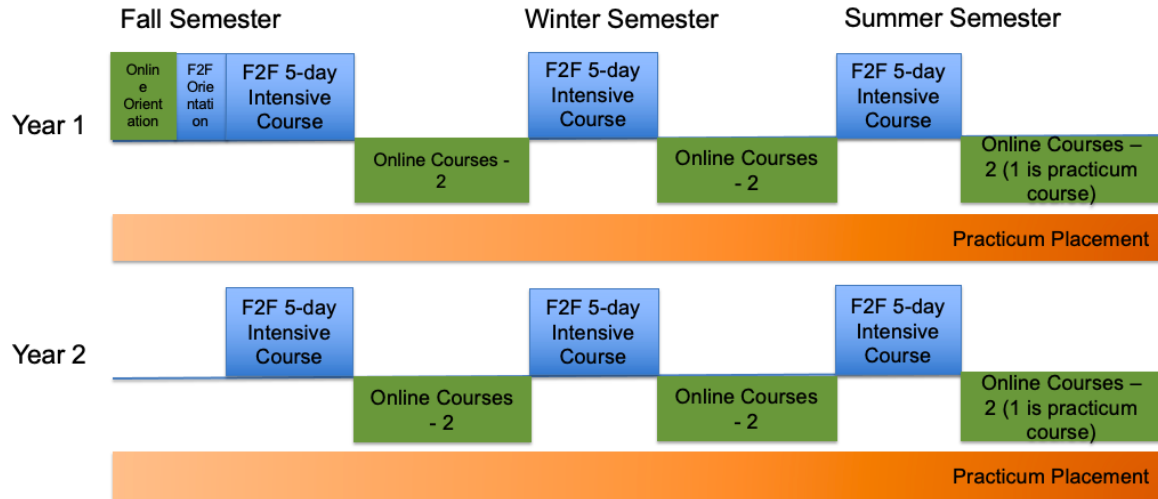 Fall Semester
Winter Semester
Summer Semester
Year 1
Onlin
e
Orient
ation
F2F
Orie
ntati
on
F2F 5-day
Intensive
Course
F2F 5-day
Intensive
Course
F2F 5-day
Intensive
Course
Online Courses -
2
Online Courses
- 2
Online Courses –
2 (1 is practicum
course)
Practicum Placement
Year 2
F2F 5-day
Intensive
Course
F2F 5-day
Intensive
Course
F2F 5-day
Intensive
Course
Online Courses
- 2
Online Courses
- 2
Online Courses –
2 (1 is practicum
course)
Practicum Placement